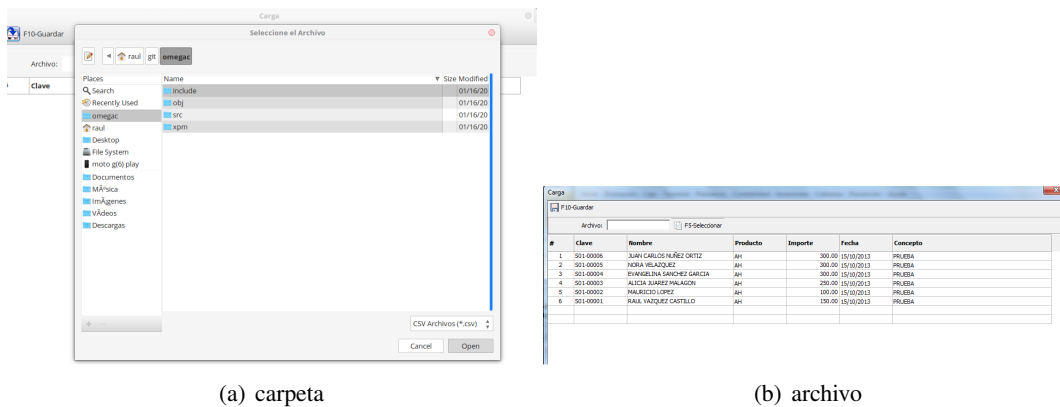 Carga
F10-Guardar
Seleccione el Archivo
raul git omegac
Archivo:
Clave
Places
Search
Recently Used
omegac
raul
Desktop
File System
moto g(6) play
Documentos
MÃºsica
ImÃgenes
VÃdeos
Descargas
Name Size Modified
include 01/16/20
obj 01/16/20
src 01/16/20
xpm 01/16/20
CSV Archivos (*.csv)
Cancel Open
(a) carpeta
Carga
F10-Guardar
Archivo: F5-Seleccionar
# Clave Nombre Producto Importe Fecha Concepto
1 S01-00006 JUAN CARLOS NUÑEZ ORTIZ AH 300.00 15/10/2013 PRUEBA
2 S01-00005 NORA VELAZQUEZ AH 300.00 15/10/2013 PRUEBA
3 S01-00004 EVANGELINA SANCHEZ GARCIA AH 300.00 15/10/2013 PRUEBA
4 S01-00003 ALICIA JUAREZ MALAGON AH 250.00 15/10/2013 PRUEBA
5 S01-00002 MAURICIO LOPEZ AH 100.00 15/10/2013 PRUEBA
6 S01-00001 RAUL VAZQUEZ CASTILLO AH 150.00 15/10/2013 PRUEBA
(b) archivo